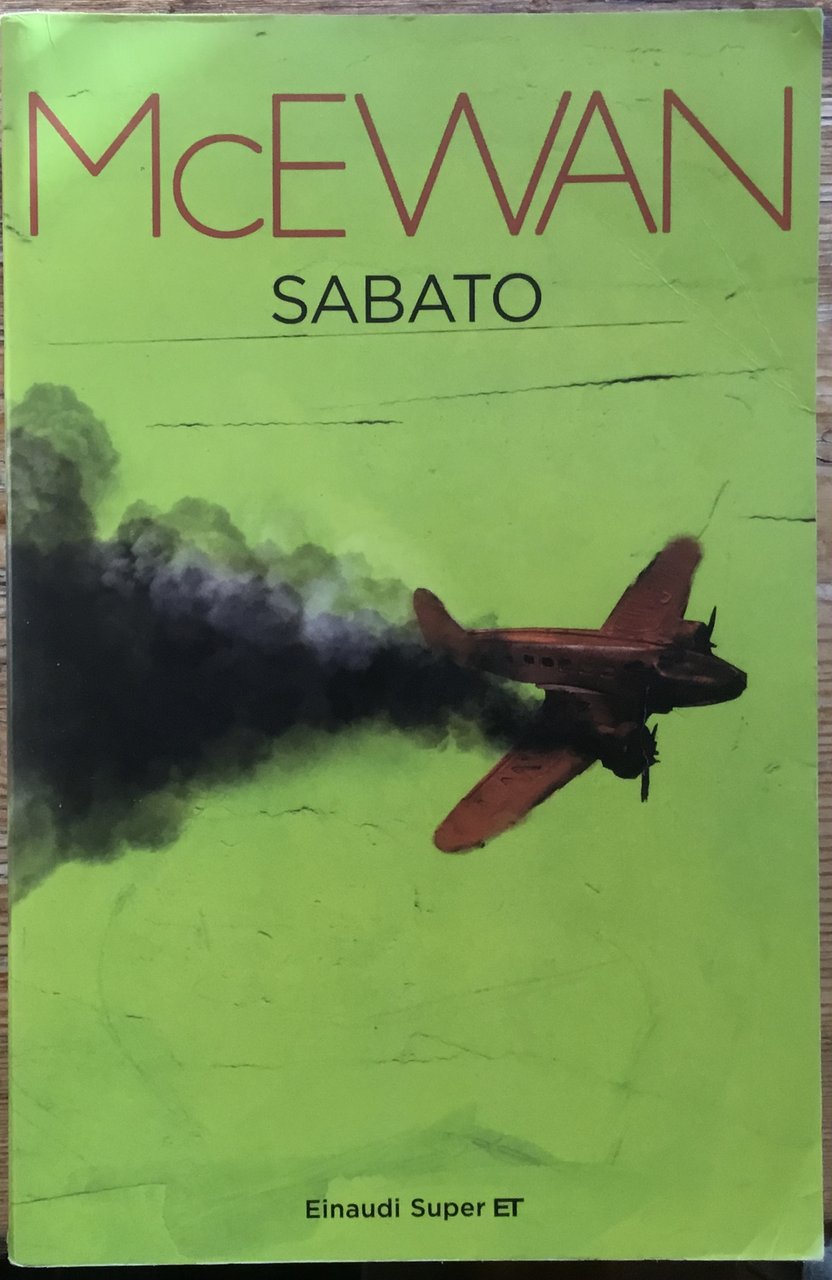 McEWAN
SABATO
Einaudi Super ET